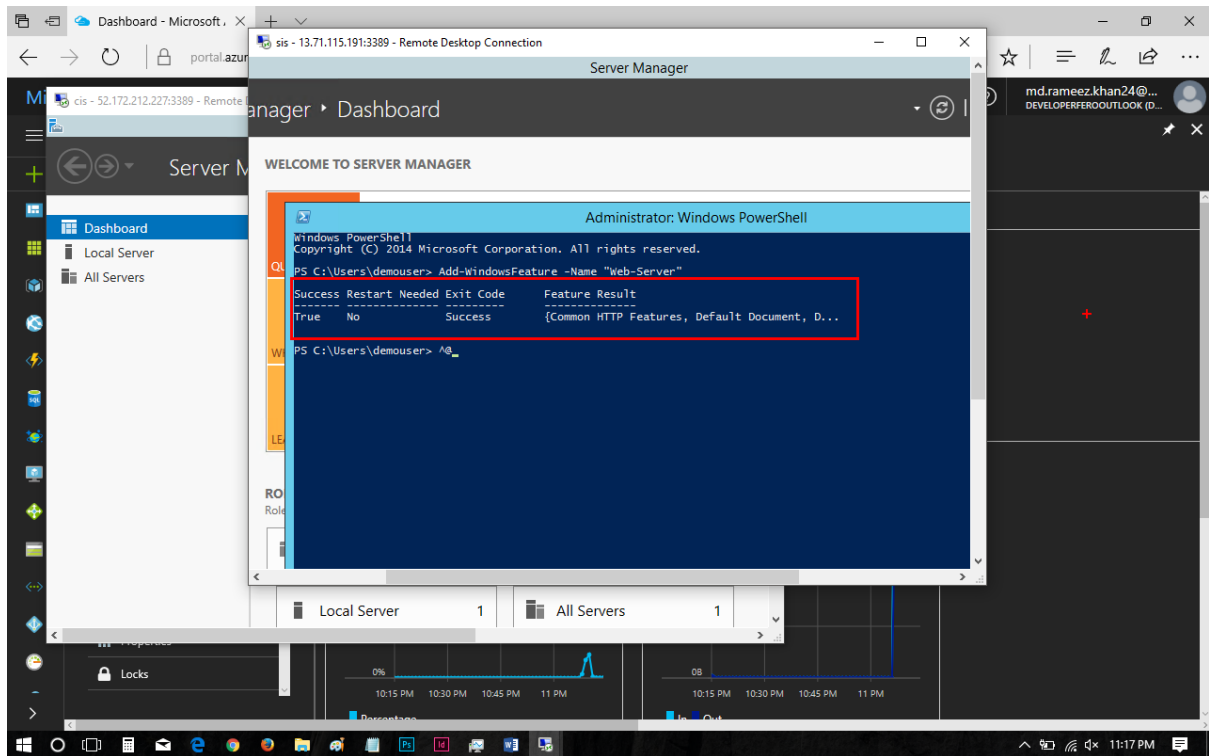 Dashboard - Microsoft
portal.azur
sis - 13.71.115.191:3389 - Remote Desktop Connection
Server Manager
anager • Dashboard
md.rameez.khan24@...
DEVELOPERFEROOUTLOOK (D...
Mi
cis - 52.172.212.227:3389 - Remote
Server M
Dashboard
Local Server
All Servers
WELCOME TO SERVER MANAGER
QU
WH
LEA
Administrator: Windows PowerShell
Windows PowerShell
Copyright (C) 2014 Microsoft Corporation. All rights reserved.
PS C:\Users\demouser> Add-WindowsFeature -Name "Web-Server"
Success Restart Needed Exit Code Feature Result
------- -------------- --------- --------------
True No Success {Common HTTP Features, Default Document, D...
PS C:\Users\demouser> ^@_
RO
Role
Local Server 1
All Servers 1
Properties
Locks
0%
10:15 PM 10:30 PM 10:45 PM 11 PM
Percentage
0B
10:15 PM 10:30 PM 10:45 PM 11 PM
In Out
11:17 PM